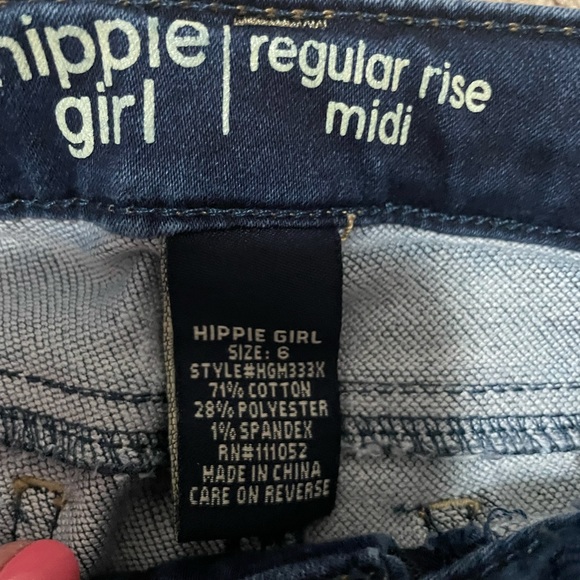 hippie
girl
regular rise
midi
HIPPIE GIRL
SIZE: 6
STYLE#HGH333X
71% COTTON
28% POLYESTER
1% SPANDEX
RN#111052
MADE IN CHINA
CARE ON REVERSE